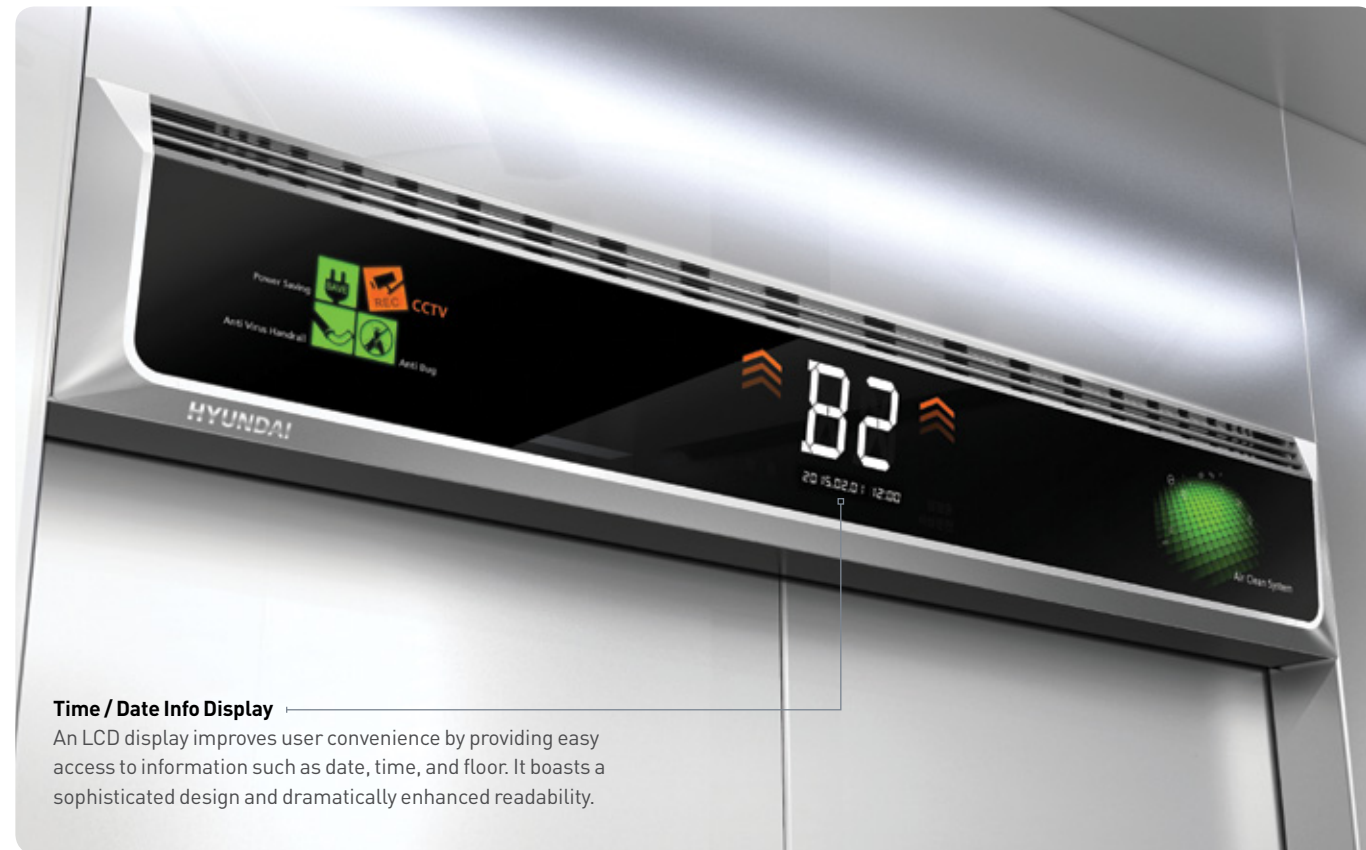 Power Saving
SAVE
REC
CCTV
Anti Virus Handrail
Anti Bug
HYUNDAI
B2
2015.02.01 12:00
Air Clean System
Time / Date Info Display
An LCD display improves user convenience by providing easy
access to information such as date, time, and floor. It boasts a
sophisticated design and dramatically enhanced readability.